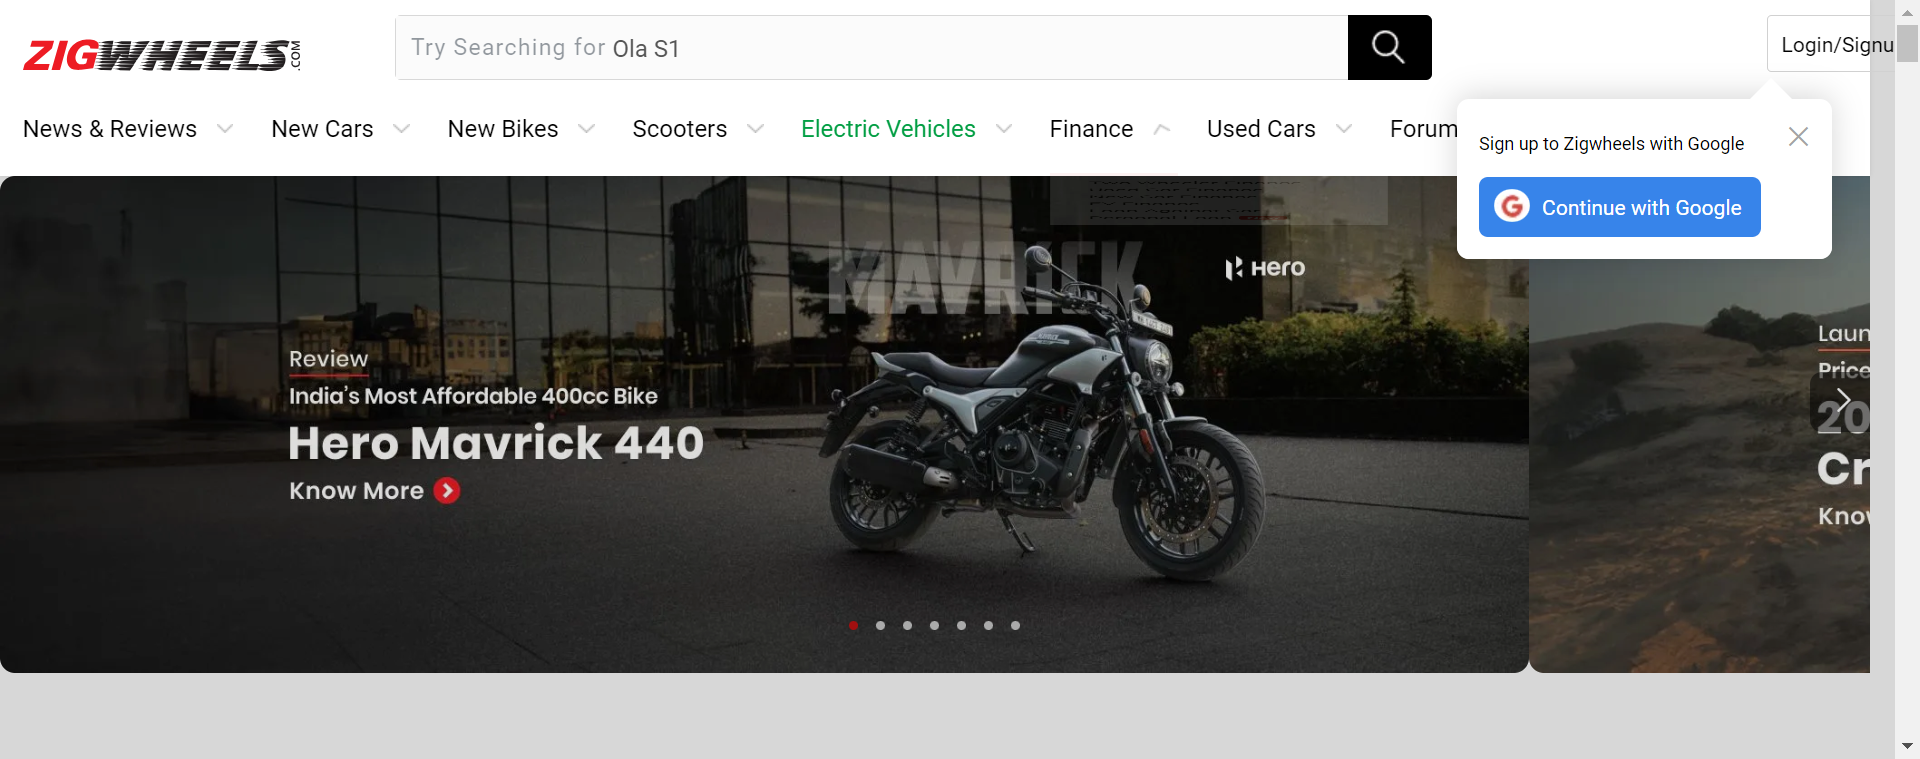 ZIGWHEELS.COM
Try Searching for Ola S1
Login/Signu
News & Reviews
New Cars
New Bikes
Scooters
Electric Vehicles
Finance
Used Cars
Forum
Sign up to Zigwheels with Google
G Continue with Google
MAVRICK
Hero
Review
India's Most Affordable 400cc Bike
Hero Mavrick 440
Know More
Laun
Price
20
Cr
Know